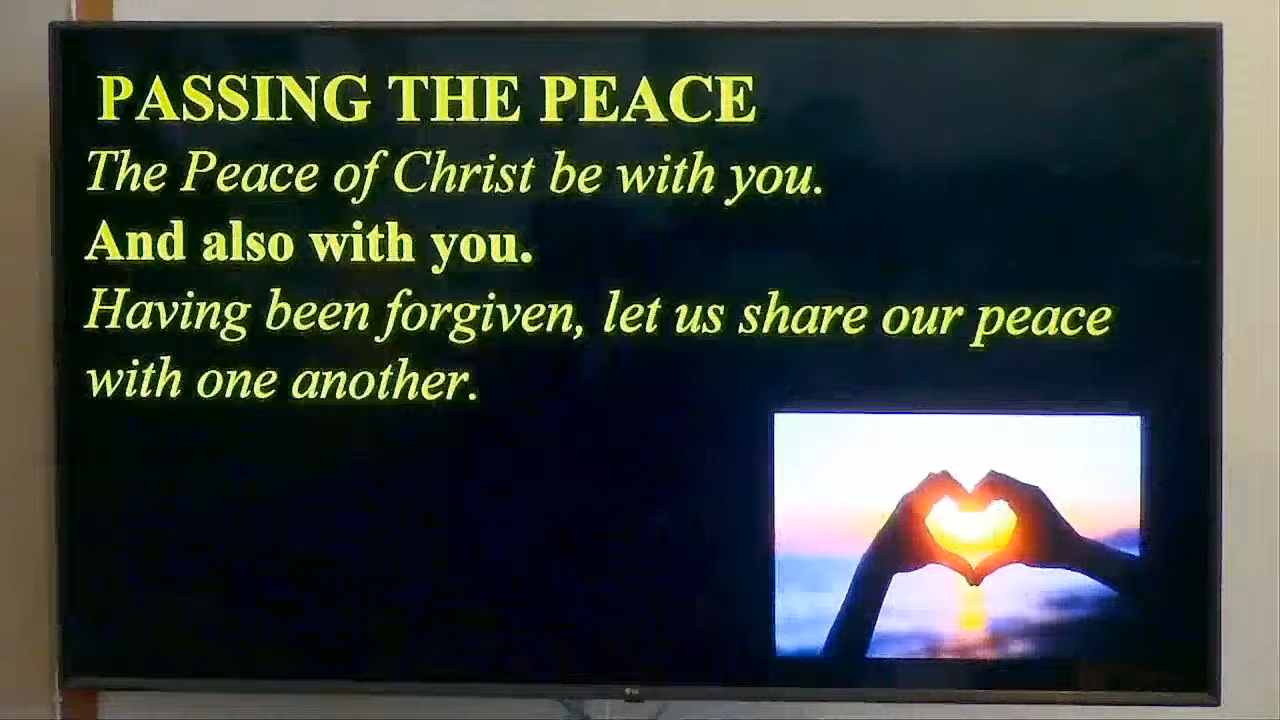 PASSING THE PEACE
The Peace of Christ be with you.
And also with you.
Having been forgiven, let us share our peace
with one another.
LG